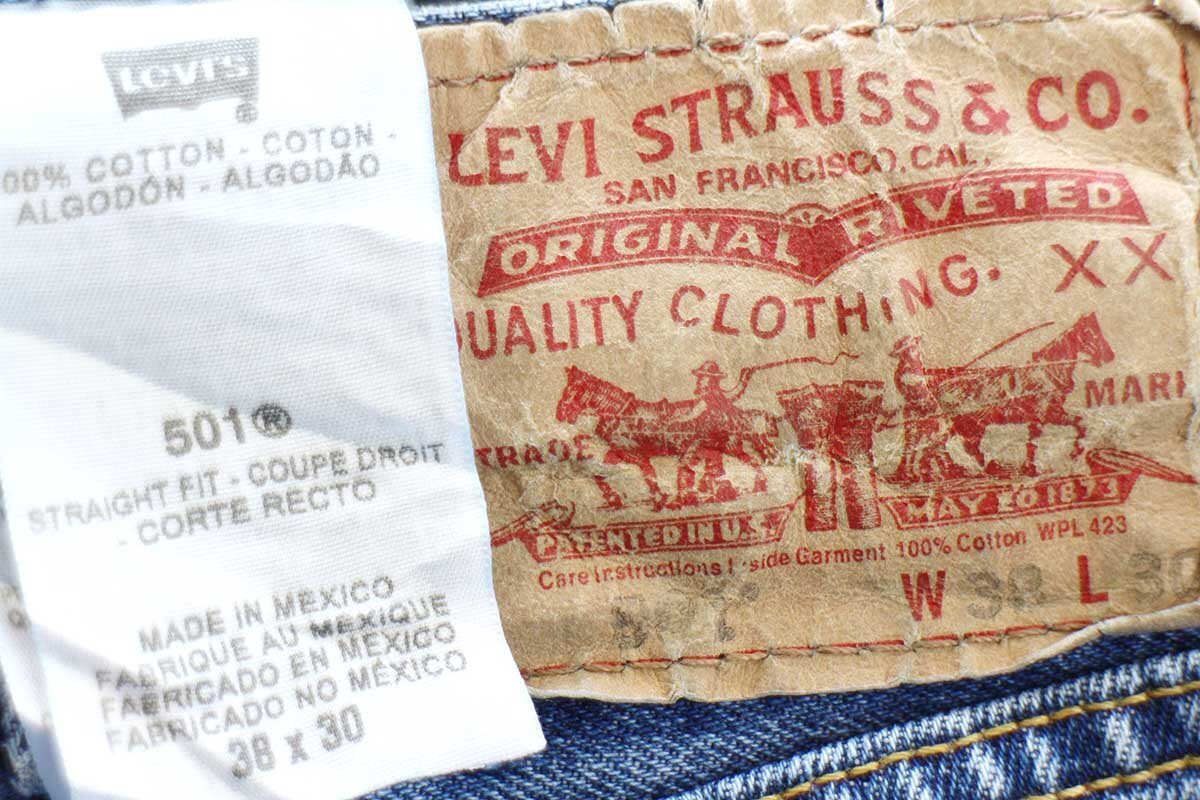 Levi's
®
00% COTTON - COTON -
ALGODÓN - ALGODÃO
501®
STRAIGHT FIT - COUPE DROIT
- CORTE RECTO
MADE IN MEXICO
FABRIQUE AU MEXIQUE
FABRICADO EN MÉXICO
FABRICADO NO MÉXICO
38 x 30
LEVI STRAUSS & CO.
SAN FRANCISCO, CAL.
ORIGINAL RIVETED
QUALITY CLOTHING. XX
TRADE MARK
PATENTED IN U.S. MAY 20 1873
Care Instructions Inside Garment 100% Cotton WPL 423
W 38 L 30